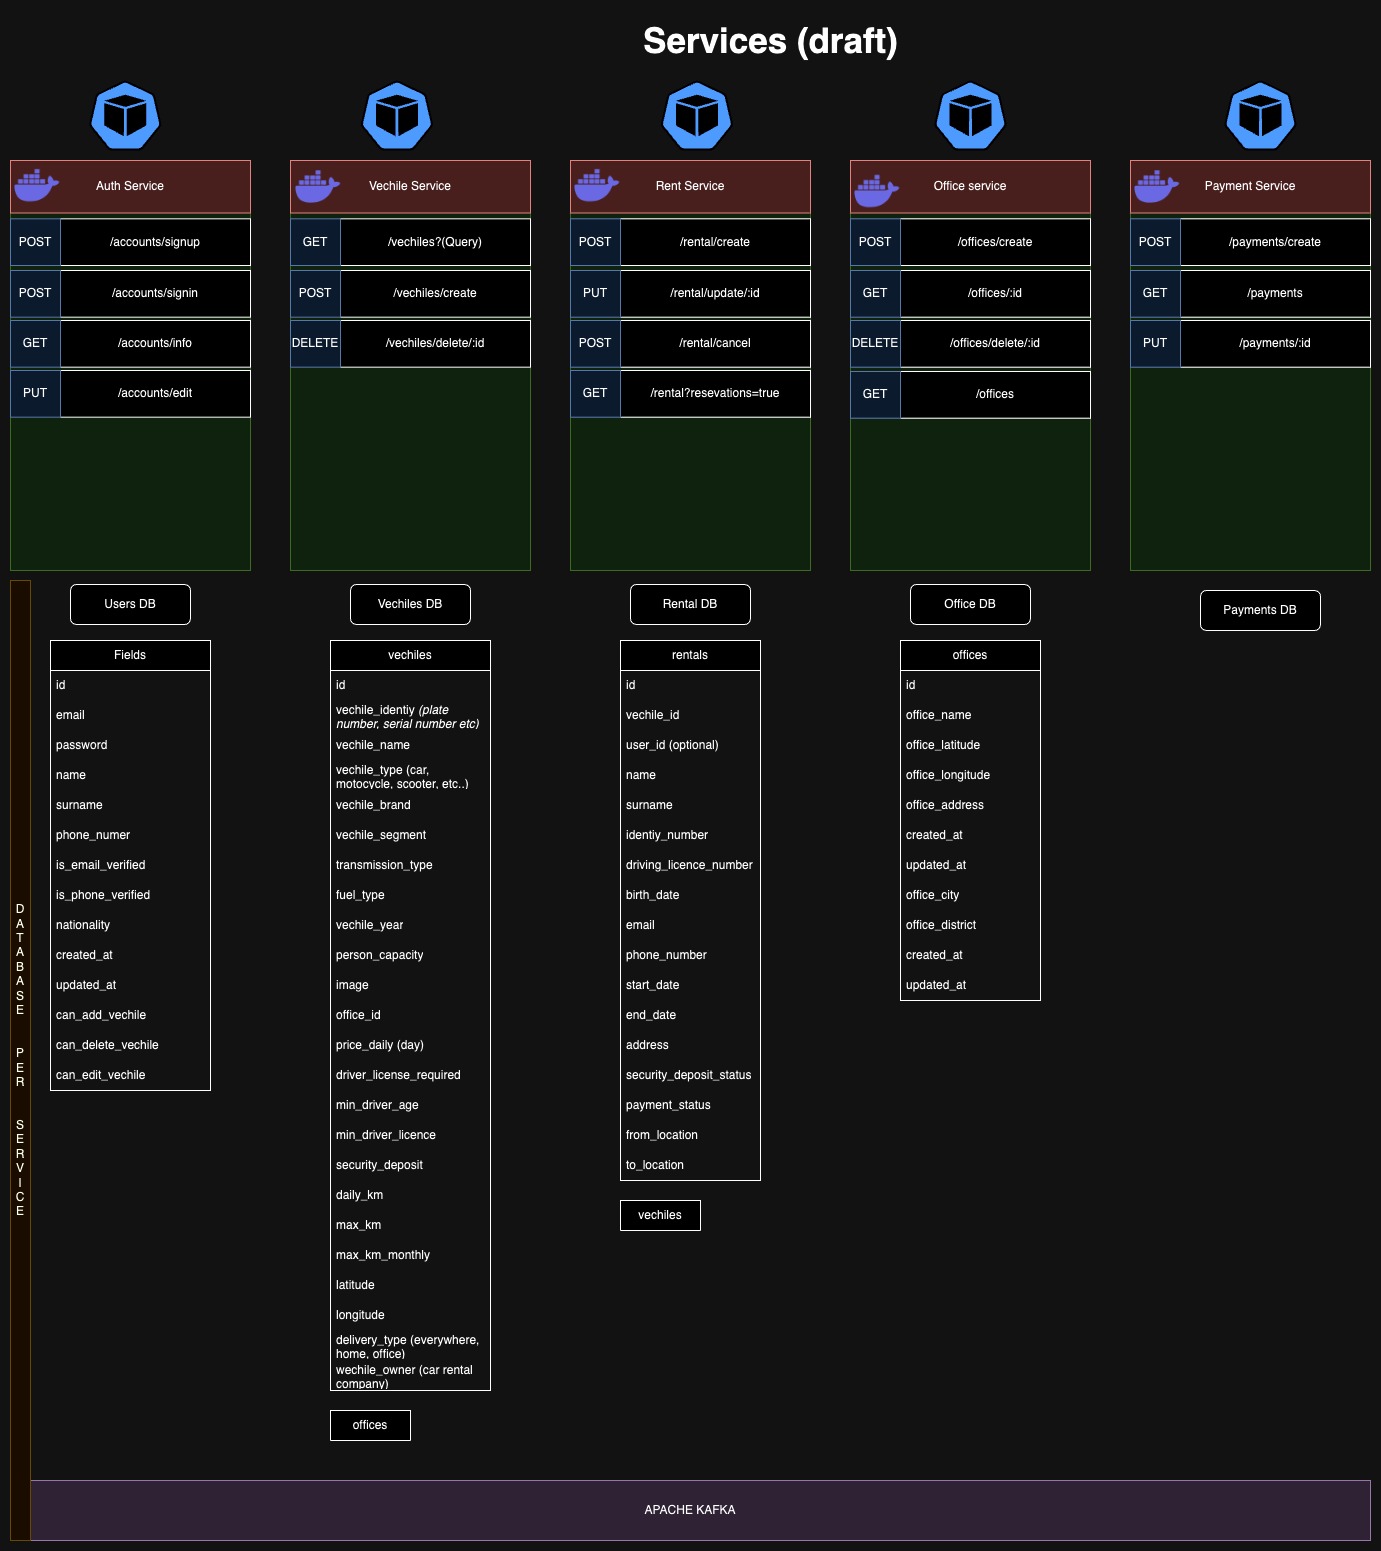 Services (draft)
Auth Service
POST
/accounts/signup
POST
/accounts/signin
GET
/accounts/info
PUT
/accounts/edit
Vechile Service
GET
/vechiles?(Query)
POST
/vechiles/create
DELETE
/vechiles/delete/:id
Rent Service
POST
/rental/create
PUT
/rental/update/:id
POST
/rental/cancel
GET
/rental?resevations=true
Office service
POST
/offices/create
GET
/offices/:id
DELETE
/offices/delete/:id
GET
/offices
Payment Service
POST
/payments/create
GET
/payments
PUT
/payments/:id
DATABASE PER SERVICE
Users DB
Fields
id
email
password
name
surname
phone_numer
is_email_verified
is_phone_verified
nationality
created_at
updated_at
can_add_vechile
can_delete_vechile
can_edit_vechile
Vechiles DB
vechiles
id
vechile_identiy (plate
number, serial number etc)
vechile_name
vechile_type (car,
motocycle, scooter, etc..)
vechile_brand
vechile_segment
transmission_type
fuel_type
vechile_year
person_capacity
image
office_id
price_daily (day)
driver_license_required
min_driver_age
min_driver_licence
security_deposit
daily_km
max_km
max_km_monthly
latitude
longitude
delivery_type (everywhere,
home, office)
wechile_owner (car rental
company)
offices
Rental DB
rentals
id
vechile_id
user_id (optional)
name
surname
identiy_number
driving_licence_number
birth_date
email
phone_number
start_date
end_date
address
security_deposit_status
payment_status
from_location
to_location
vechiles
Office DB
offices
id
office_name
office_latitude
office_longitude
office_address
created_at
updated_at
office_city
office_district
created_at
updated_at
Payments DB
APACHE KAFKA